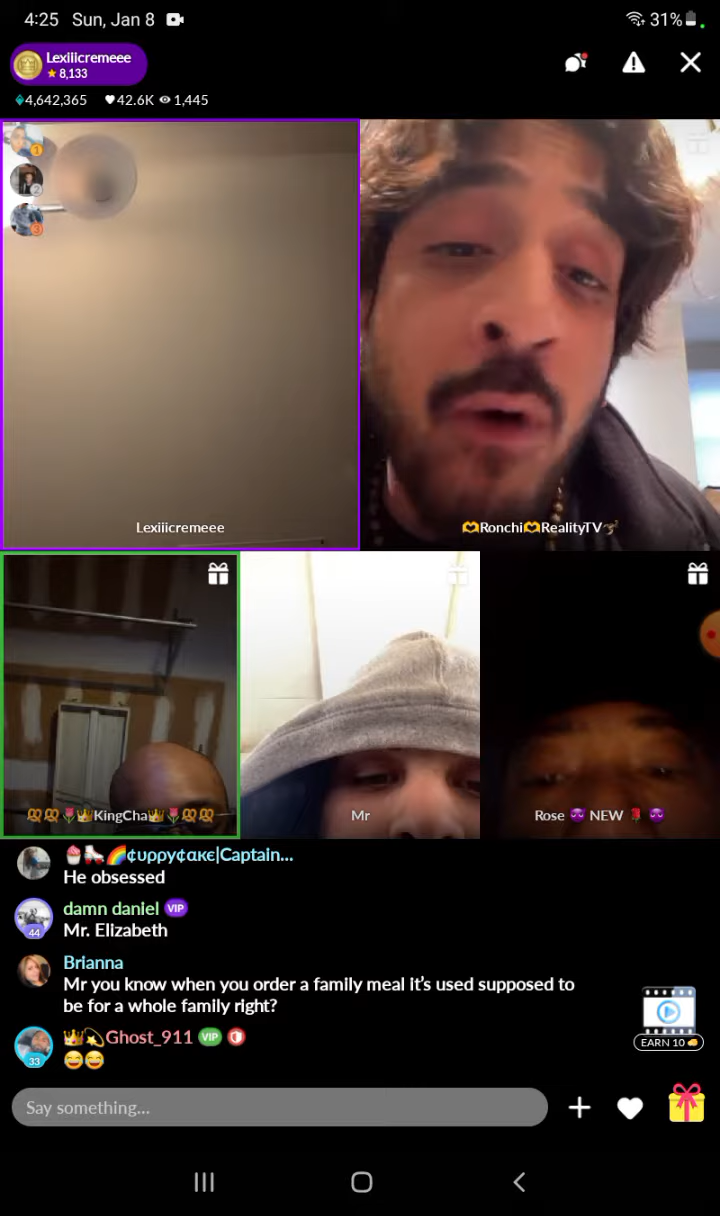 4:25 Sun, Jan 8 31%
Lexiiicremeee
8,133
4,642,365 42.6K 1,445
1
2
3
Lexiiicremeee
🫶Ronchi🫶RealityTV
🥨🥨🌷👑KingCha👑🌷🥨🥨
Mr
Rose 😈 NEW 🌹 😈
🧁🛼🌈¢υρργ¢αкє|Captain...
He obsessed
damn daniel VIP
44
Mr. Elizabeth
Brianna
Mr you know when you order a family meal it's used supposed to
be for a whole family right?
👑💫Ghost_911 VIP
33
😂😂
EARN 10
Say something...